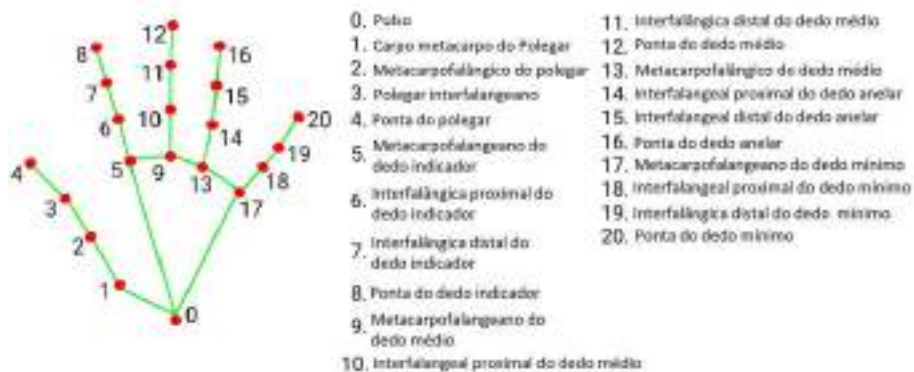 0. Pulso
1. Carpo metacarpo do Polegar
2. Metacarpofalângico do polegar
3. Polegar interfalangeano
4. Ponta do polegar
5. Metacarpofalangeano do
dedo indicador
6. Interfalângica proximal do
dedo indicador
7. Interfalângica distal do
dedo indicador
8. Ponta do dedo indicador
9. Metacarpofalangeano do
dedo médio
10. Interfalangeal proximal do dedo médio
11. Interfalângica distal do dedo médio
12. Ponta do dedo médio
13. Metacarpofalângico do dedo médio
14. Interfalangeal proximal do dedo anelar
15. Interfalangeal distal do dedo anelar
16. Ponta do dedo anelar
17. Metacarpofalangeano do dedo mínimo
18. Interfalangeal proximal do dedo mínimo
19. Interfalângica distal do dedo mínimo
20. Ponta do dedo mínimo
12
16
8
11
7
15
10
6
14
20
19
4
5
9
13
18
3
17
2
1
0